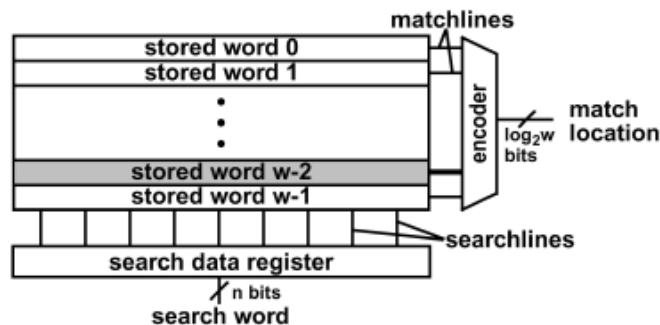 matchlines
stored word 0
stored word 1
encoder
match
location
log₂w
bits
stored word w-2
stored word w-1
searchlines
search data register
n bits
search word